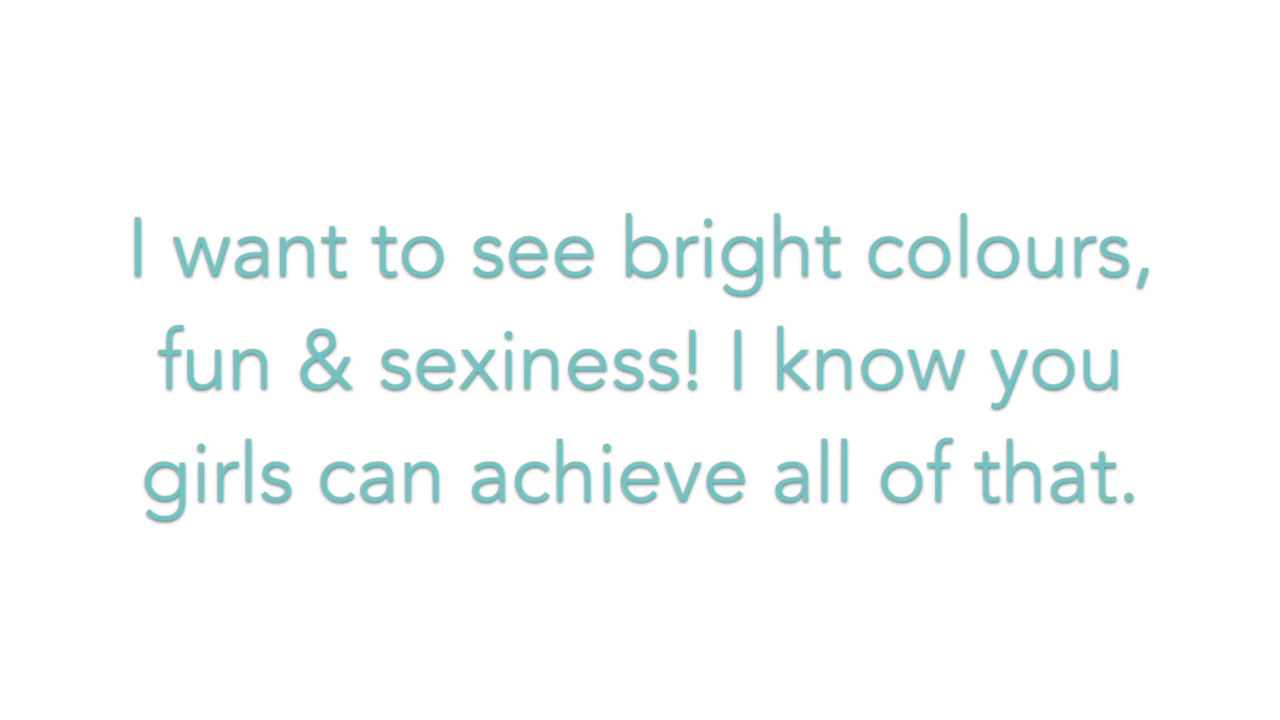 I want to see bright colours,
fun & sexiness! I know you
girls can achieve all of that.